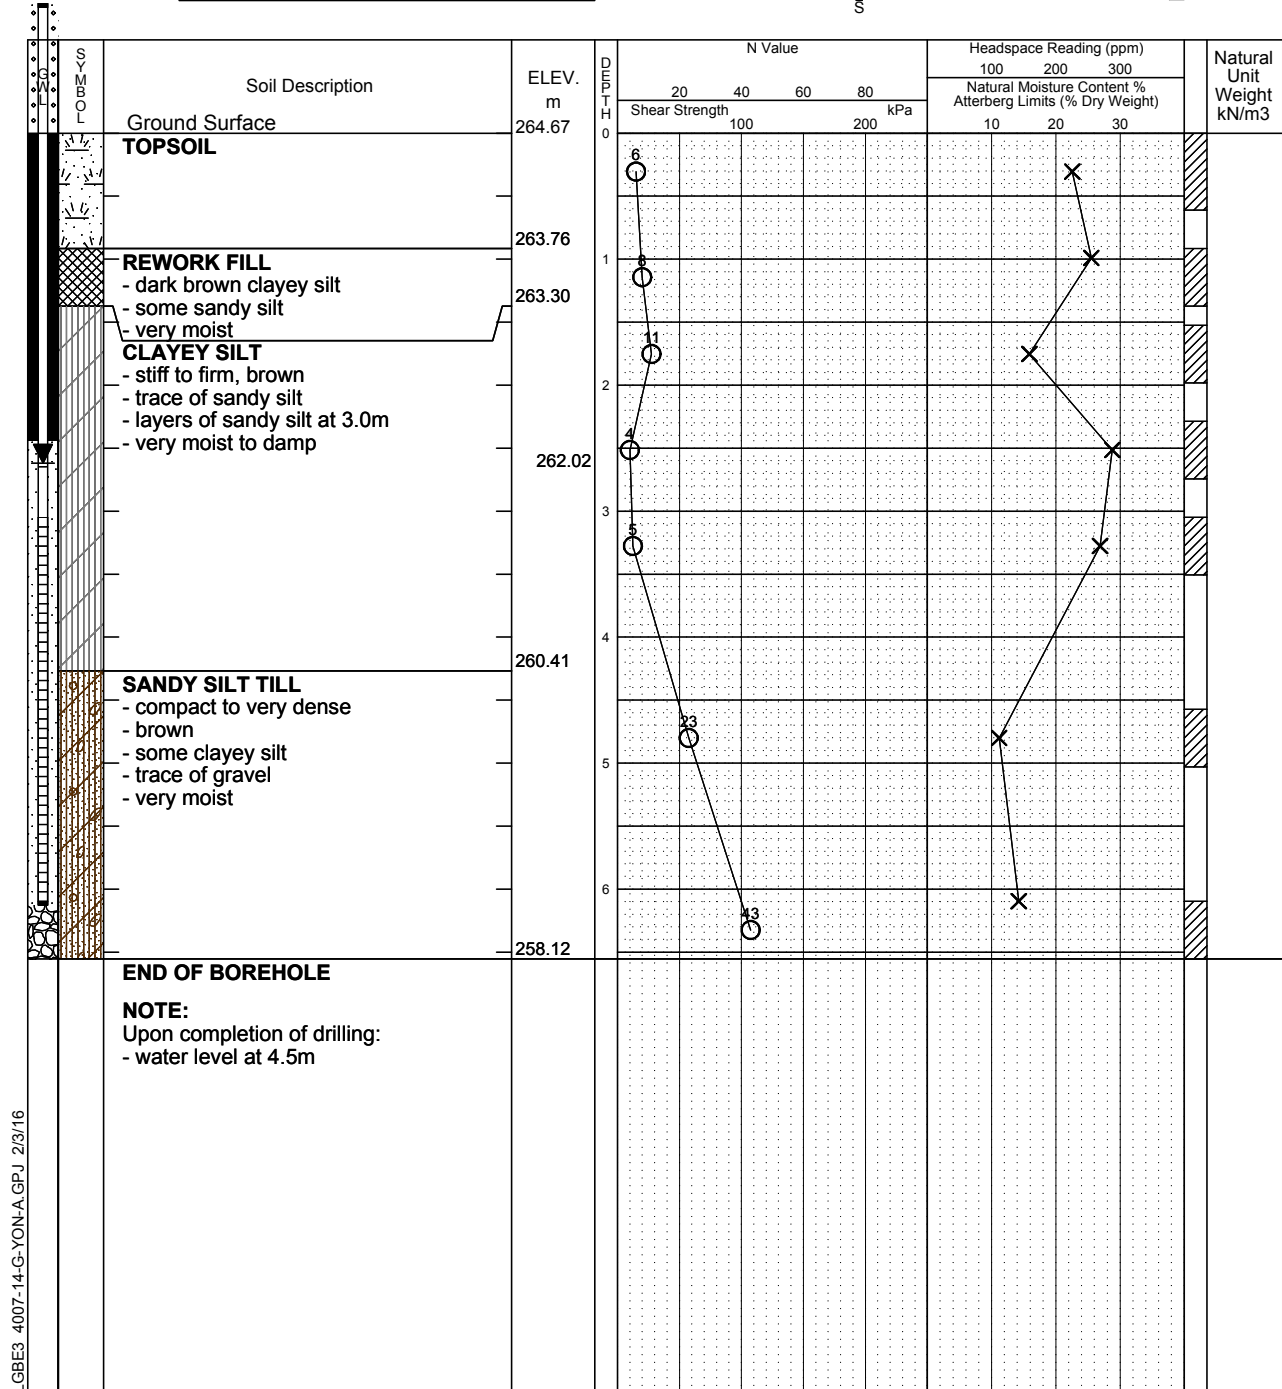 S
GWL
SYMBOL
Soil Description
Ground Surface
ELEV.
m
264.67
DEPTH
0
N Value
20 40 60 80
Shear Strength kPa
100 200
Headspace Reading (ppm)
100 200 300
Natural Moisture Content %
Atterberg Limits (% Dry Weight)
10 20 30
Natural
Unit
Weight
kN/m3
TOPSOIL
6
263.76
REWORK FILL
1
- dark brown clayey silt
8
263.30
- some sandy silt
- very moist
11
CLAYEY SILT
- stiff to firm, brown
2
- trace of sandy silt
- layers of sandy silt at 3.0m
4
- very moist to damp
262.02
3
5
4
260.41
SANDY SILT TILL
- compact to very dense
23
- brown
- some clayey silt
5
- trace of gravel
- very moist
6
43
258.12
END OF BOREHOLE
NOTE:
Upon completion of drilling:
- water level at 4.5m
GBE3 4007-14-G-YON-A.GPJ 2/3/16